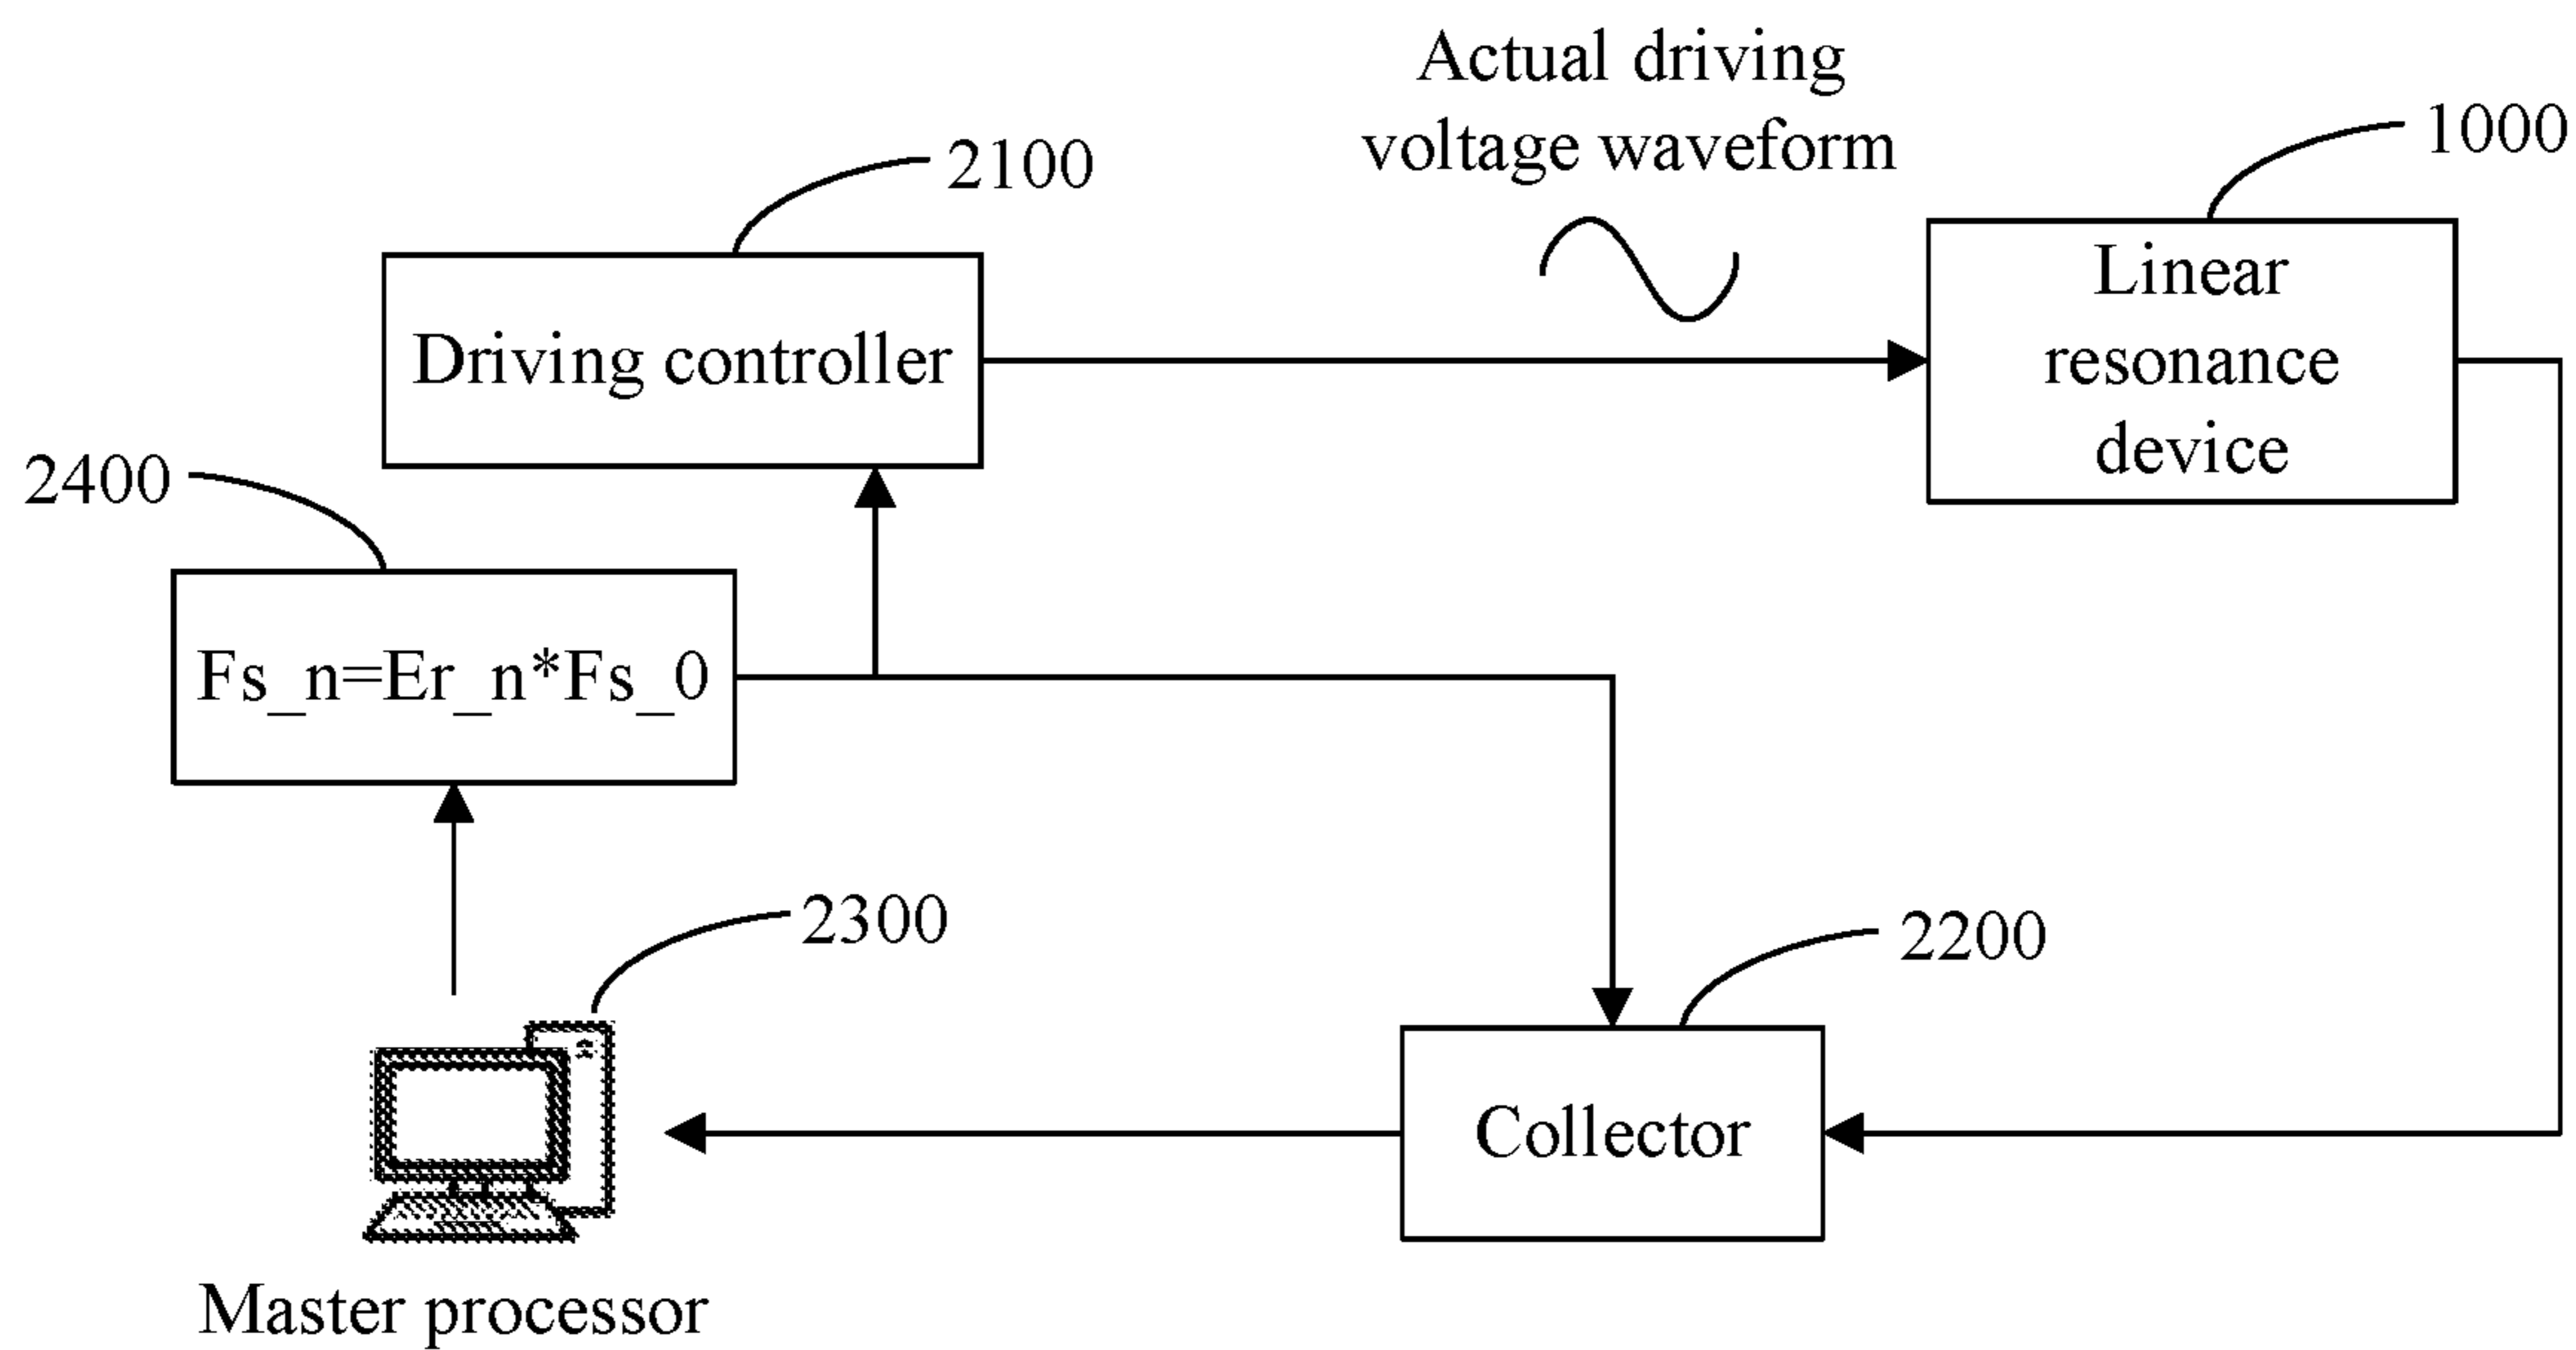 Actual driving
voltage waveform
1000
2100
Linear
resonance
device
Driving controller
2400
Fs_n=Er_n*Fs_0
2300
2200
Collector
Master processor